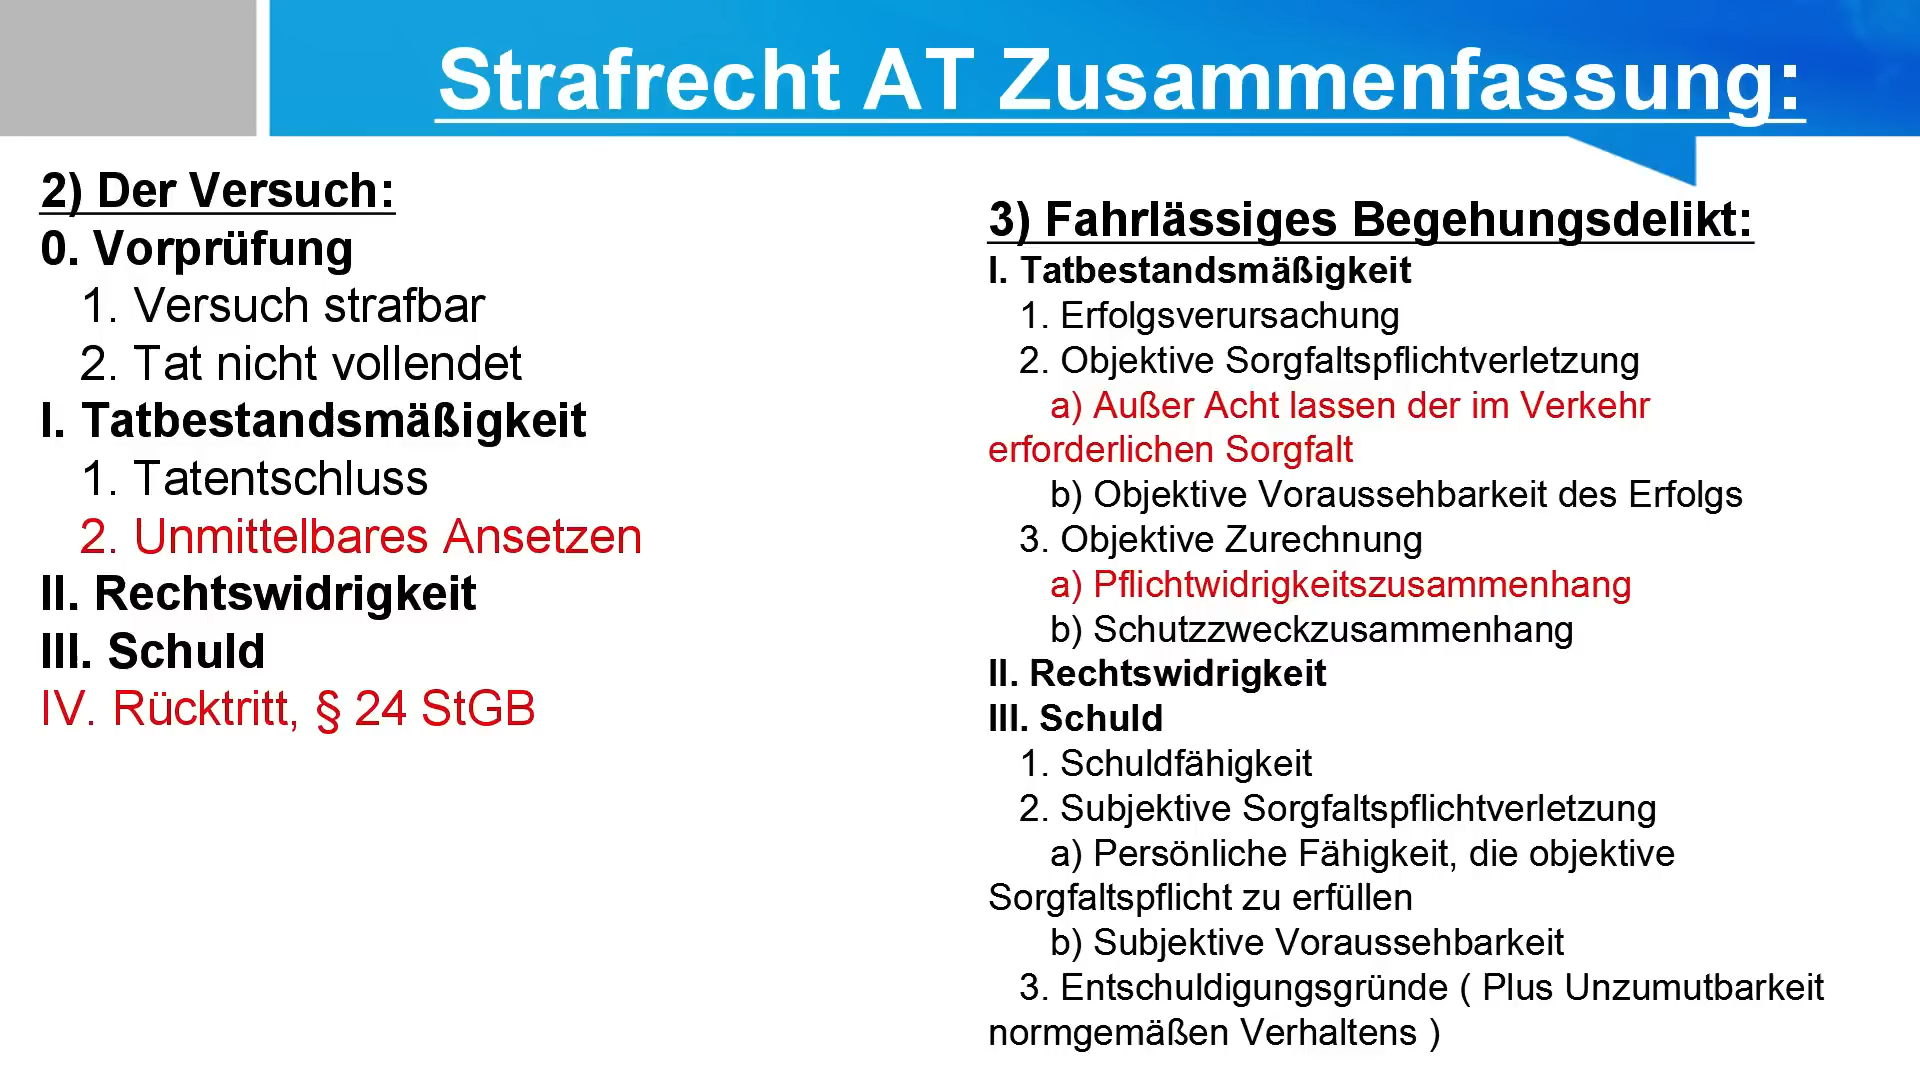 Strafrecht AT Zusammenfassung:
2) Der Versuch:
0. Vorprüfung
1. Versuch strafbar
2. Tat nicht vollendet
I. Tatbestandsmäßigkeit
1. Tatentschluss
2. Unmittelbares Ansetzen
II. Rechtswidrigkeit
III. Schuld
IV. Rücktritt, § 24 StGB
3) Fahrlässiges Begehungsdelikt:
I. Tatbestandsmäßigkeit
1. Erfolgsverursachung
2. Objektive Sorgfaltspflichtverletzung
a) Außer Acht lassen der im Verkehr
erforderlichen Sorgfalt
b) Objektive Voraussehbarkeit des Erfolgs
3. Objektive Zurechnung
a) Pflichtwidrigkeitszusammenhang
b) Schutzzweckzusammenhang
II. Rechtswidrigkeit
III. Schuld
1. Schuldfähigkeit
2. Subjektive Sorgfaltspflichtverletzung
a) Persönliche Fähigkeit, die objektive
Sorgfaltspflicht zu erfüllen
b) Subjektive Voraussehbarkeit
3. Entschuldigungsgründe ( Plus Unzumutbarkeit
normgemäßen Verhaltens )